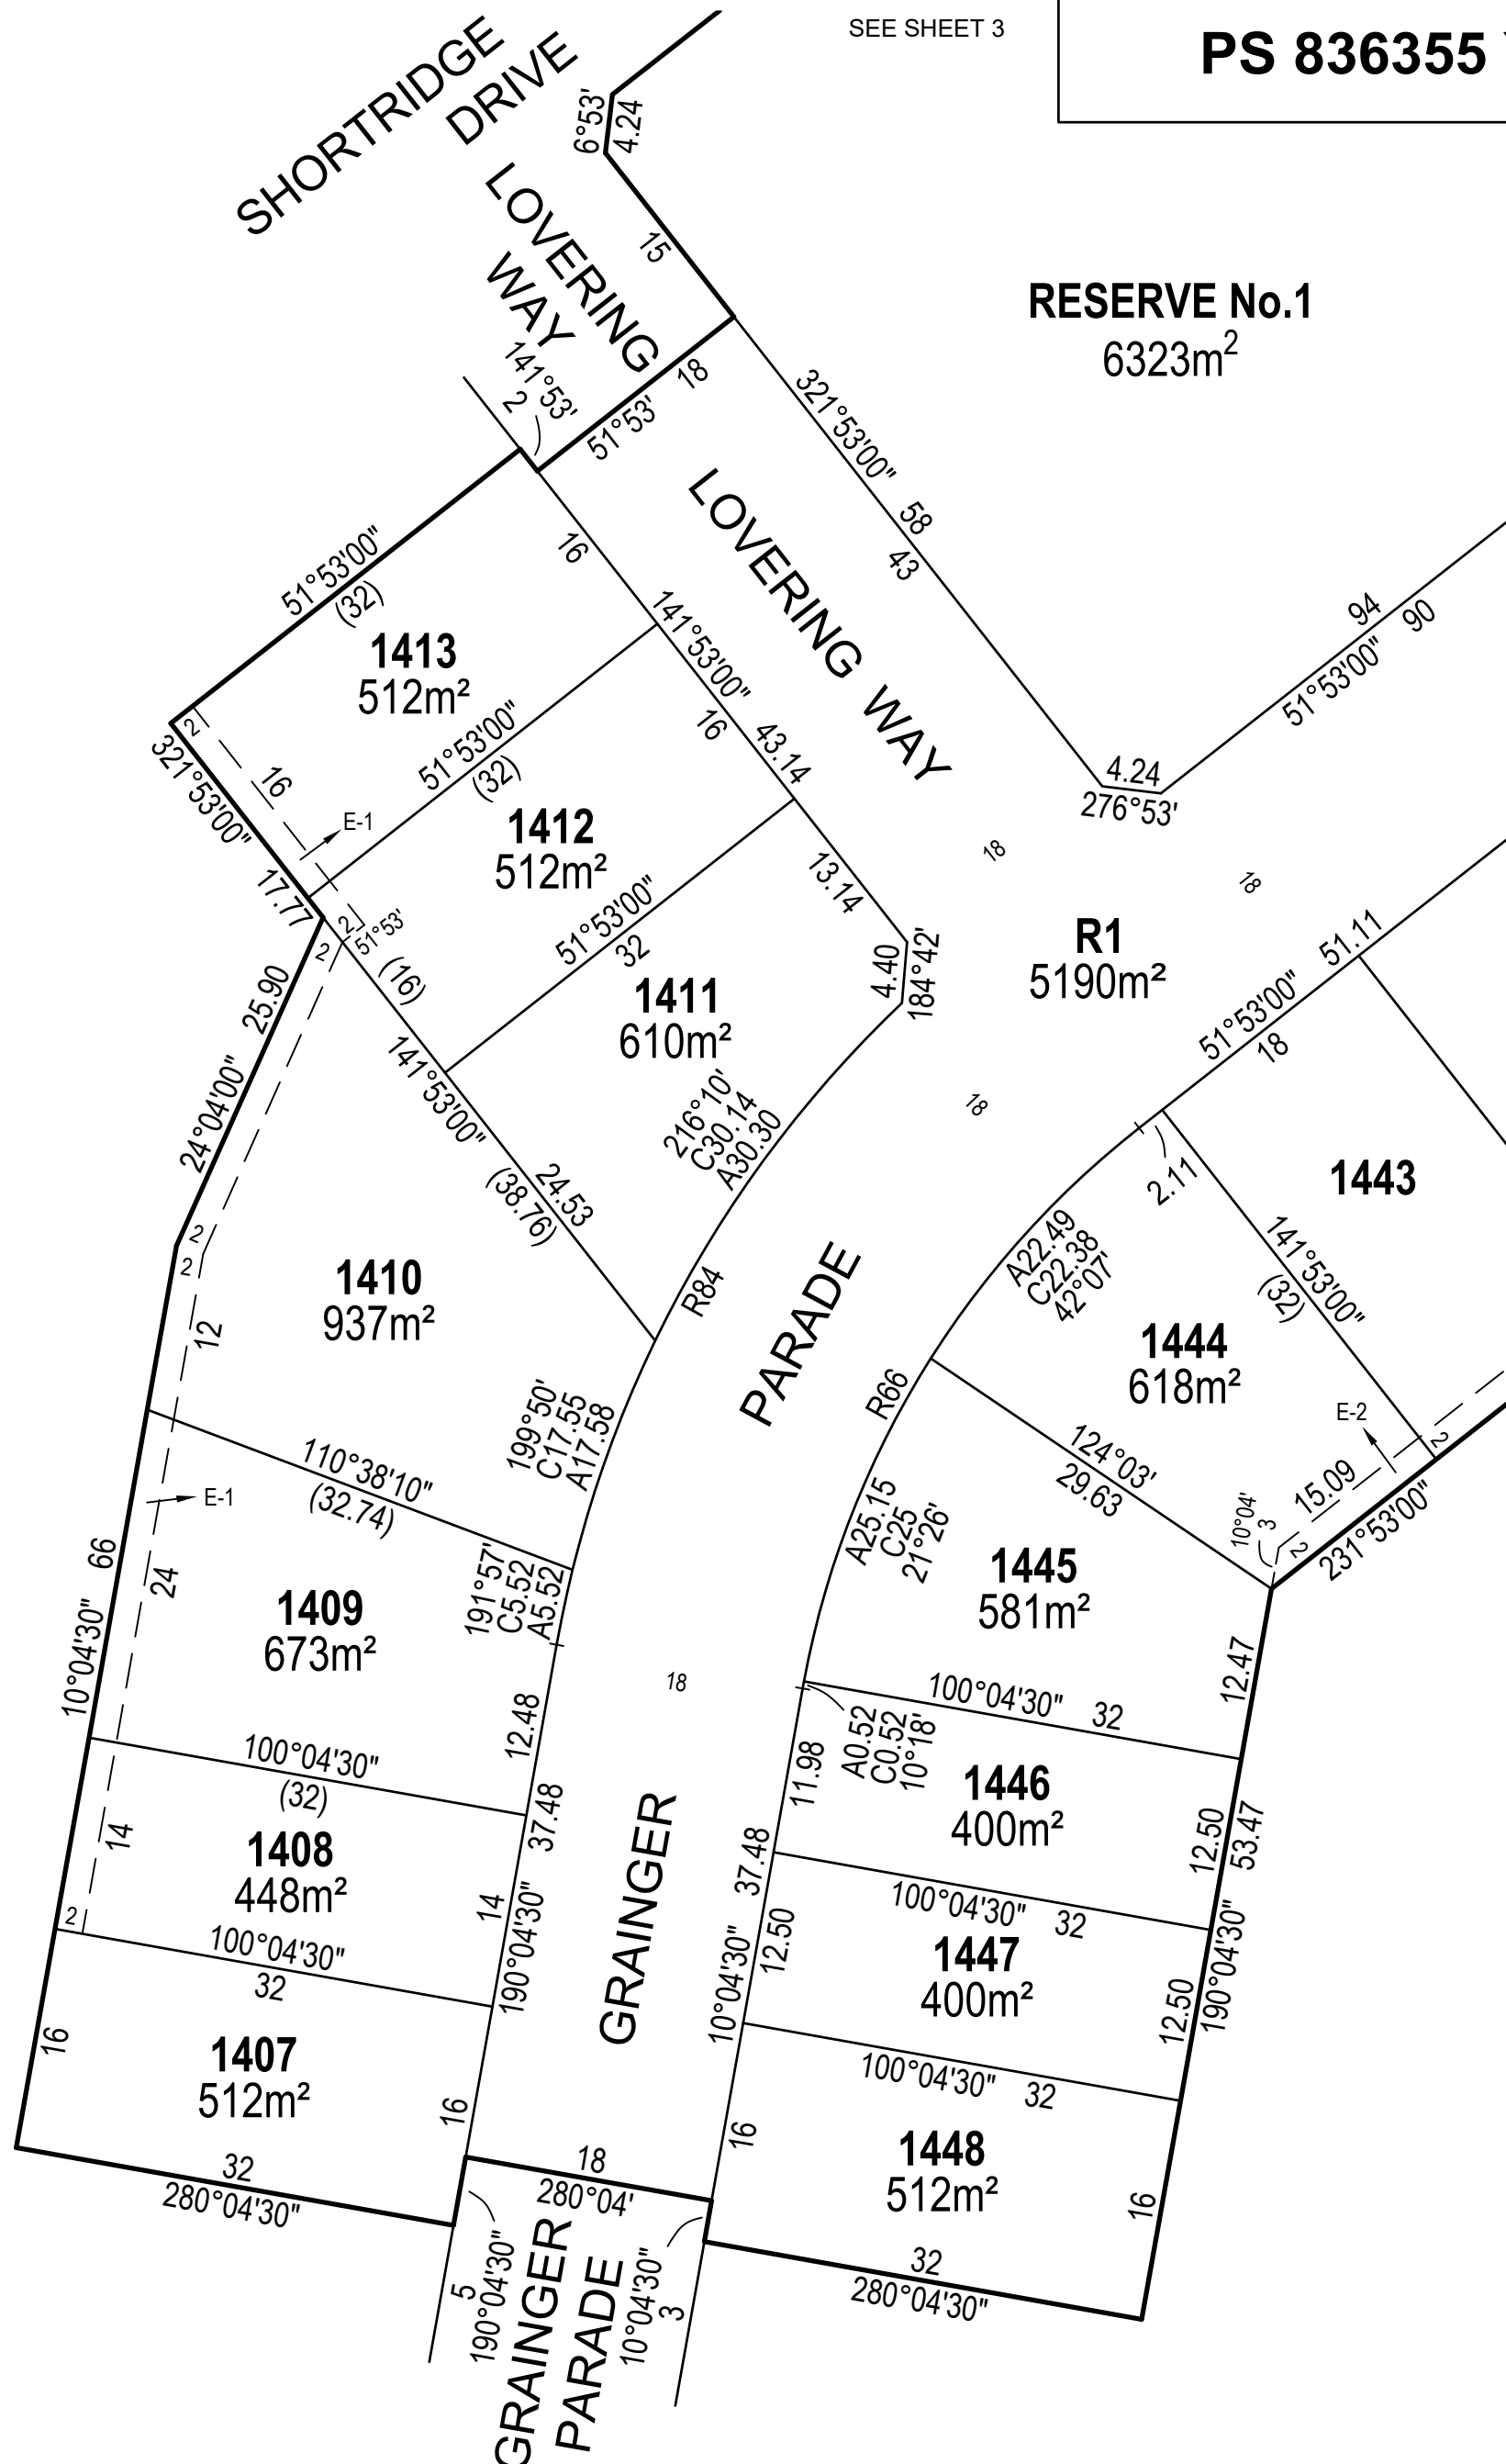 SEE SHEET 3
PS 836355
SHORTRIDGE
DRIVE
6°53'
4.24
LOVERING
WAY
15
RESERVE No.1
6323m²
141°53'
2
18
51°53'
321°53'00"
58
43
LOVERING WAY
16
51°53'00"
(32)
1413
512m²
141°53'00"
94
90
51°53'00"
2
321°53'00"
16
51°53'00"
(32)
16
43.14
4.24
276°53'
E-1
1412
512m²
18
18
17.77
13.14
2
51°53'
2
(16)
51°53'00"
32
4.40
184°42'
R1
5190m²
51.11
25.90
1411
610m²
51°53'00"
18
24°04'00"
141°53'00"
216°10'
C30.14
A30.30
18
24.53
(38.76)
2.11
1443
2
2
12
1410
937m²
R84
PARADE
A22.49
C22.38
42°07'
141°53'00"
(32)
1444
618m²
199°50'
C17.55
A17.58
R66
E-2
2
110°38'10"
(32.74)
124°03'
29.63
15.09
E-1
10°04'
3
2
231°53'00"
66
24
A25.15
C25
21°26'
1445
581m²
191°57'
C5.52
A5.52
1409
673m²
10°04'30"
18
12.47
12.48
100°04'30"
32
100°04'30"
(32)
11.98
A0.52
C0.52
10°18'
1446
400m²
37.48
GRAINGER
12.50
53.47
14
1408
448m²
37.48
100°04'30"
32
2
14
190°04'30"
100°04'30"
32
12.50
10°04'30"
1447
400m²
12.50
190°04'30"
16
1407
512m²
100°04'30"
32
16
16
1448
512m²
16
32
280°04'30"
18
280°04'
32
280°04'30"
5
190°04'30"
GRAINGER
PARADE
10°04'30"
3